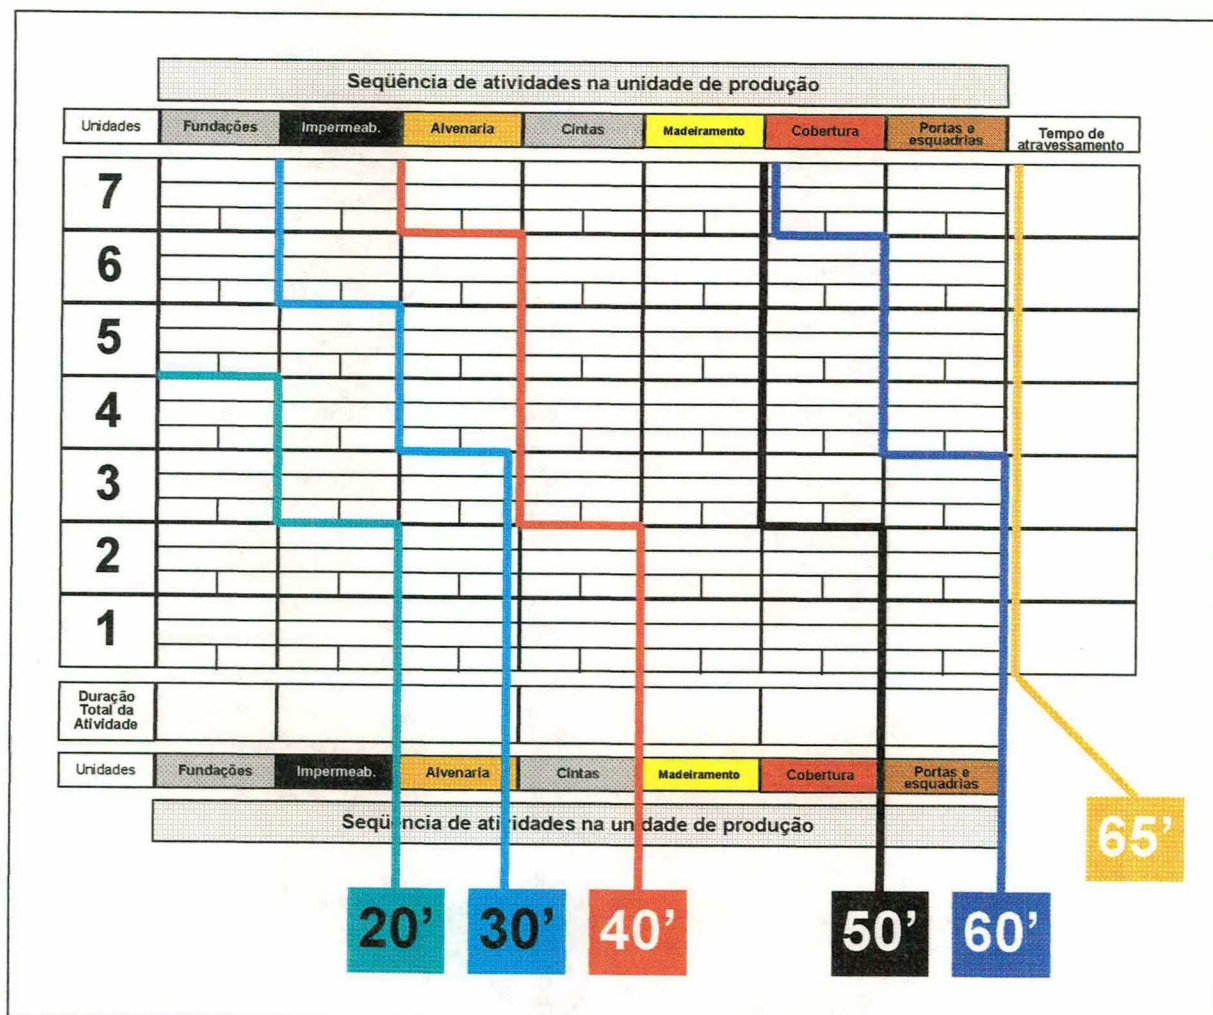 Seqüência de atividades na unidade de produção
Unidades Fundações Impermeab. Alvenaria Cintas Madeiramento Cobertura Portas e esquadrias Tempo de atravessamento
7
6
5
4
3
2
1
Duração
Total da
Atividade
Unidades Fundações Impermeab. Alvenaria Cintas Madeiramento Cobertura Portas e esquadrias
Seqüência de atividades na unidade de produção
65'
20' 30' 40' 50' 60'